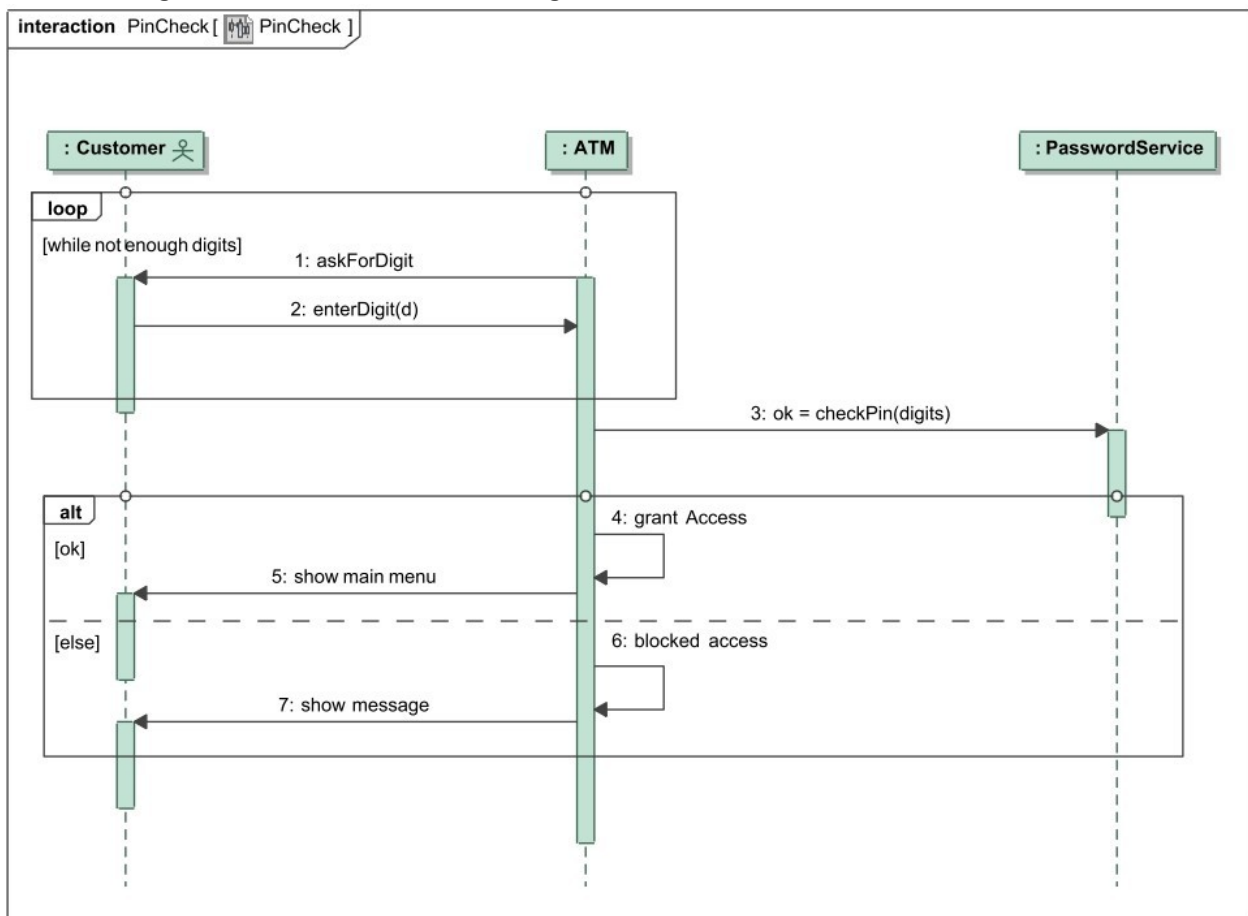 interaction PinCheck [ PinCheck ]
: Customer
: ATM
: PasswordService
loop
[while not enough digits]
1: askForDigit
2: enterDigit(d)
3: ok = checkPin(digits)
alt
4: grant Access
[ok]
5: show main menu
[else]
6: blocked access
7: show message